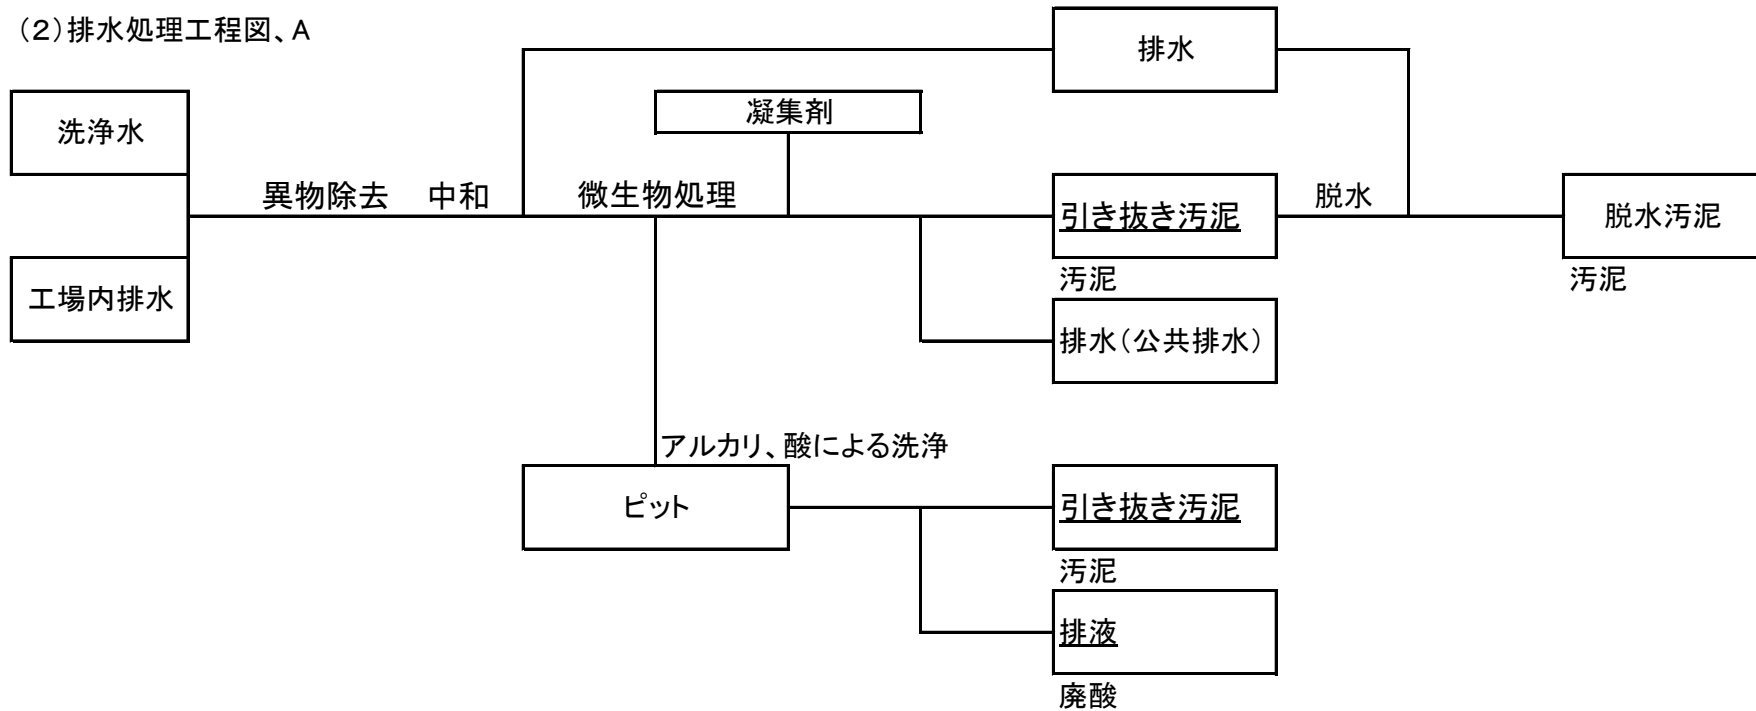 (2)排水処理工程図、A
排水
凝集剤
洗浄水
異物除去 中和 微生物処理
引き抜き汚泥
脱水
脱水汚泥
汚泥
汚泥
工場内排水
排水(公共排水)
アルカリ、酸による洗浄
ピット
引き抜き汚泥
汚泥
排液
廃酸